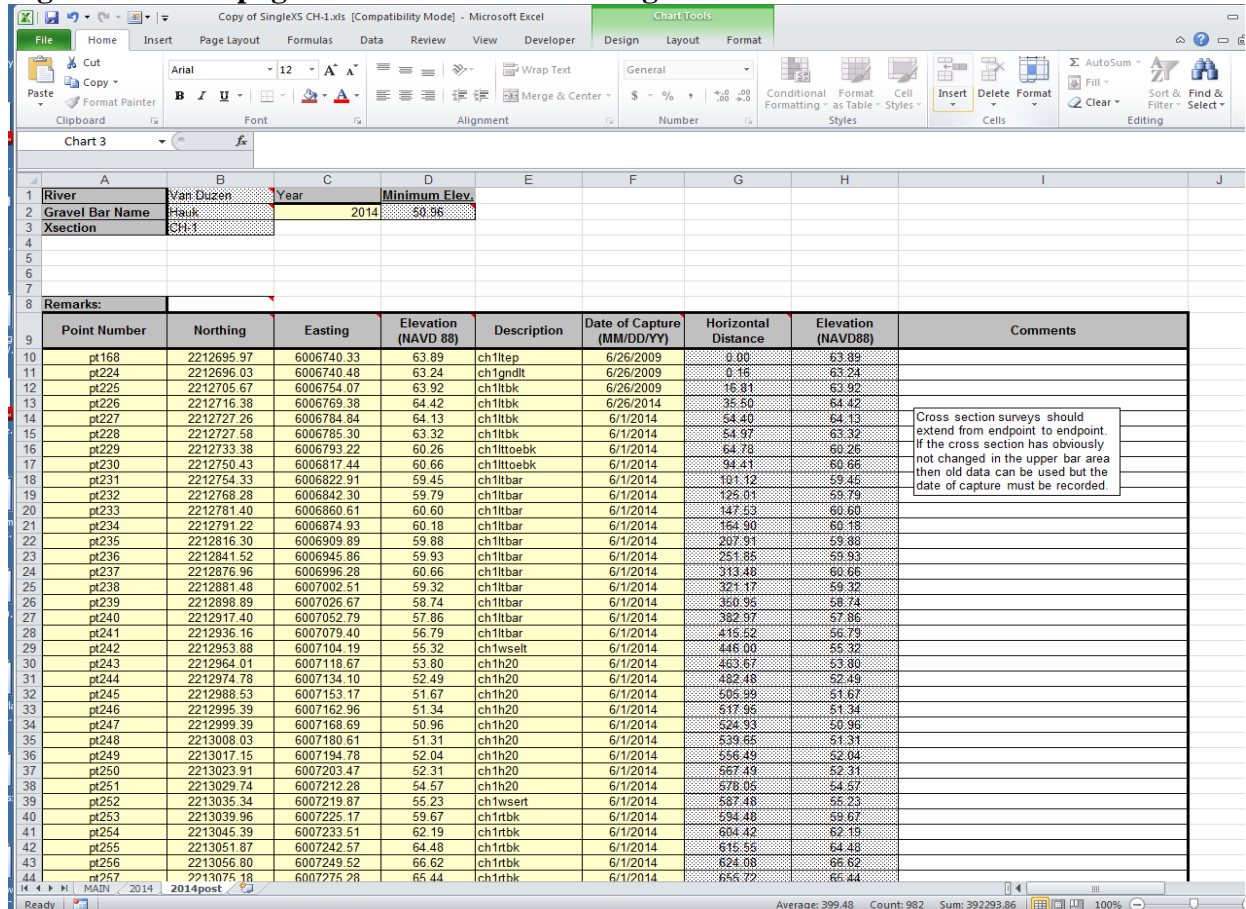 Copy of SingleXS CH-1.xls [Compatibility Mode] - Microsoft Excel
Chart Tools
File Home Insert Page Layout Formulas Data Review View Developer Design Layout Format
Paste
Cut
Copy
Format Painter
Clipboard
Arial 12
B I U
Font
Wrap Text
Merge & Center
Alignment
General
$ % ,
Number
Conditional Formatting
Format as Table
Cell Styles
Styles
Insert Delete Format
Cells
Σ AutoSum
Fill
Clear
Sort & Filter
Find & Select
Editing
Chart 3 fx
A B C D E F G H I J
1 River Van Duzen Year Minimum Elev.
2 Gravel Bar Name Hauk 2014 50.96
3 Xsection CH-1
4
5
6
7
8 Remarks:
9 Point Number Northing Easting Elevation (NAVD 88) Description Date of Capture (MM/DD/YY) Horizontal Distance Elevation (NAVD88) Comments
10 pt168 2212695.97 6006740.33 63.89 ch1ltep 6/26/2009 0.00 63.89
11 pt224 2212696.03 6006740.48 63.24 ch1gndlt 6/26/2009 0.16 63.24
12 pt225 2212705.67 6006754.07 63.92 ch1ltbk 6/26/2009 16.81 63.92
13 pt226 2212716.38 6006769.38 64.42 ch1ltbk 6/26/2014 35.50 64.42
14 pt227 2212727.26 6006784.84 64.13 ch1ltbk 6/1/2014 54.40 64.13
15 pt228 2212727.58 6006785.30 63.32 ch1ltbk 6/1/2014 54.97 63.32
16 pt229 2212733.38 6006793.22 60.26 ch1lttoebk 6/1/2014 64.78 60.26
17 pt230 2212750.43 6006817.44 60.66 ch1lttoebk 6/1/2014 94.41 60.66
18 pt231 2212754.33 6006822.91 59.45 ch1ltbar 6/1/2014 101.12 59.45
19 pt232 2212768.28 6006842.30 59.79 ch1ltbar 6/1/2014 125.01 59.79
20 pt233 2212781.40 6006860.61 60.60 ch1ltbar 6/1/2014 147.53 60.60
21 pt234 2212791.22 6006874.93 60.18 ch1ltbar 6/1/2014 164.90 60.18
22 pt235 2212816.30 6006909.89 59.88 ch1ltbar 6/1/2014 207.91 59.88
23 pt236 2212841.52 6006945.86 59.93 ch1ltbar 6/1/2014 251.85 59.93
24 pt237 2212876.96 6006996.28 60.66 ch1ltbar 6/1/2014 313.48 60.66
25 pt238 2212881.48 6007002.51 59.32 ch1ltbar 6/1/2014 321.17 59.32
26 pt239 2212898.89 6007026.67 58.74 ch1ltbar 6/1/2014 350.95 58.74
27 pt240 2212917.40 6007052.79 57.86 ch1ltbar 6/1/2014 382.97 57.86
28 pt241 2212936.16 6007079.40 56.79 ch1ltbar 6/1/2014 415.52 56.79
29 pt242 2212953.88 6007104.19 55.32 ch1wselt 6/1/2014 446.00 55.32
30 pt243 2212964.01 6007118.67 53.80 ch1h20 6/1/2014 463.67 53.80
31 pt244 2212974.78 6007134.10 52.49 ch1h20 6/1/2014 482.48 52.49
32 pt245 2212988.53 6007153.17 51.67 ch1h20 6/1/2014 505.99 51.67
33 pt246 2212995.39 6007162.96 51.34 ch1h20 6/1/2014 517.95 51.34
34 pt247 2212999.39 6007168.69 50.96 ch1h20 6/1/2014 524.93 50.96
35 pt248 2213008.03 6007180.61 51.31 ch1h20 6/1/2014 539.65 51.31
36 pt249 2213017.15 6007194.78 52.04 ch1h20 6/1/2014 556.49 52.04
37 pt250 2213023.91 6007203.47 52.31 ch1h20 6/1/2014 567.49 52.31
38 pt251 2213029.74 6007212.28 54.57 ch1h20 6/1/2014 578.05 54.57
39 pt252 2213035.34 6007219.87 55.23 ch1wsert 6/1/2014 587.48 55.23
40 pt253 2213039.96 6007225.17 59.67 ch1rtbk 6/1/2014 594.48 59.67
41 pt254 2213045.39 6007233.51 62.19 ch1rtbk 6/1/2014 604.42 62.19
42 pt255 2213051.87 6007242.57 64.48 ch1rtbk 6/1/2014 615.55 64.48
43 pt256 2213056.80 6007249.52 66.62 ch1rtbk 6/1/2014 624.08 66.62
44 pt257 2213075.18 6007275.28 65.44 ch1rtbk 6/1/2014 655.72 65.44
Cross section surveys should
extend from endpoint to endpoint.
If the cross section has obviously
not changed in the upper bar area
then old data can be used but the
date of capture must be recorded.
MAIN 2014 2014post
Ready Average: 399.48 Count: 982 Sum: 392293.86 100%